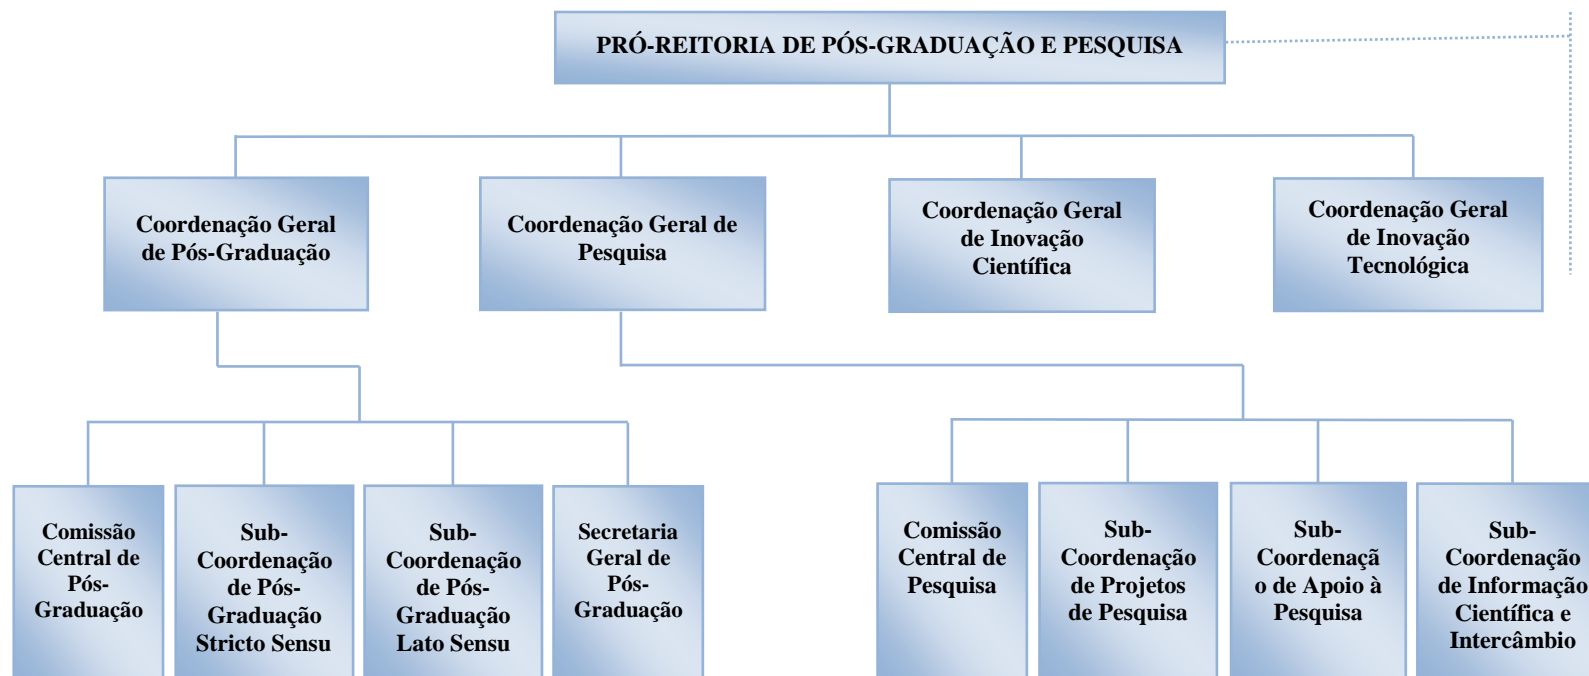 PRÓ-REITORIA DE PÓS-GRADUAÇÃO E PESQUISA
Coordenação Geral
de Pós-Graduação
Coordenação Geral de
Pesquisa
Coordenação Geral
de Inovação
Científica
Coordenação Geral
de Inovação
Tecnológica
Comissão
Central de
Pós-
Graduação
Sub-
Coordenação
de Pós-
Graduação
Stricto Sensu
Sub-
Coordenação
de Pós-
Graduação
Lato Sensu
Secretaria
Geral de
Pós-
Graduação
Comissão
Central de
Pesquisa
Sub-
Coordenação
de Projetos
de Pesquisa
Sub-
Coordenaçã
o de Apoio à
Pesquisa
Sub-
Coordenação
de Informação
Científica e
Intercâmbio